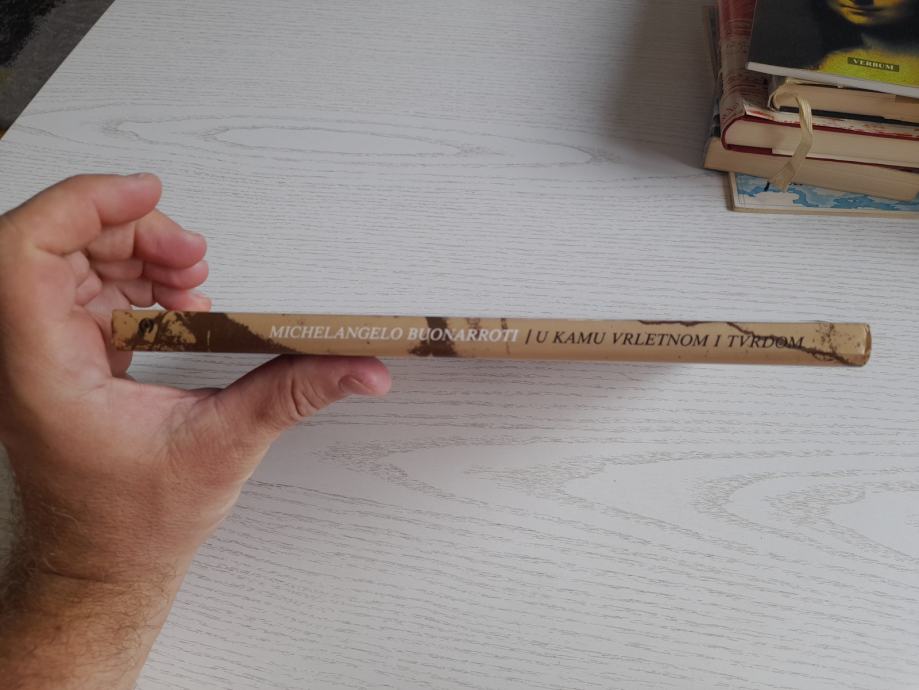 VERBUM
MICHELANGELO BUONARROTI / U KAMU VRLETNOM I TVRDOM